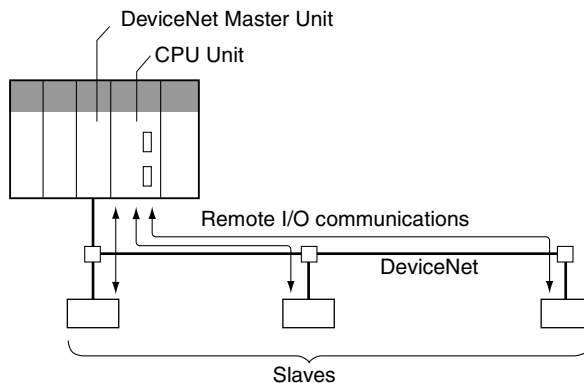 DeviceNet Master Unit
CPU Unit
Remote I/O communications
DeviceNet
Slaves